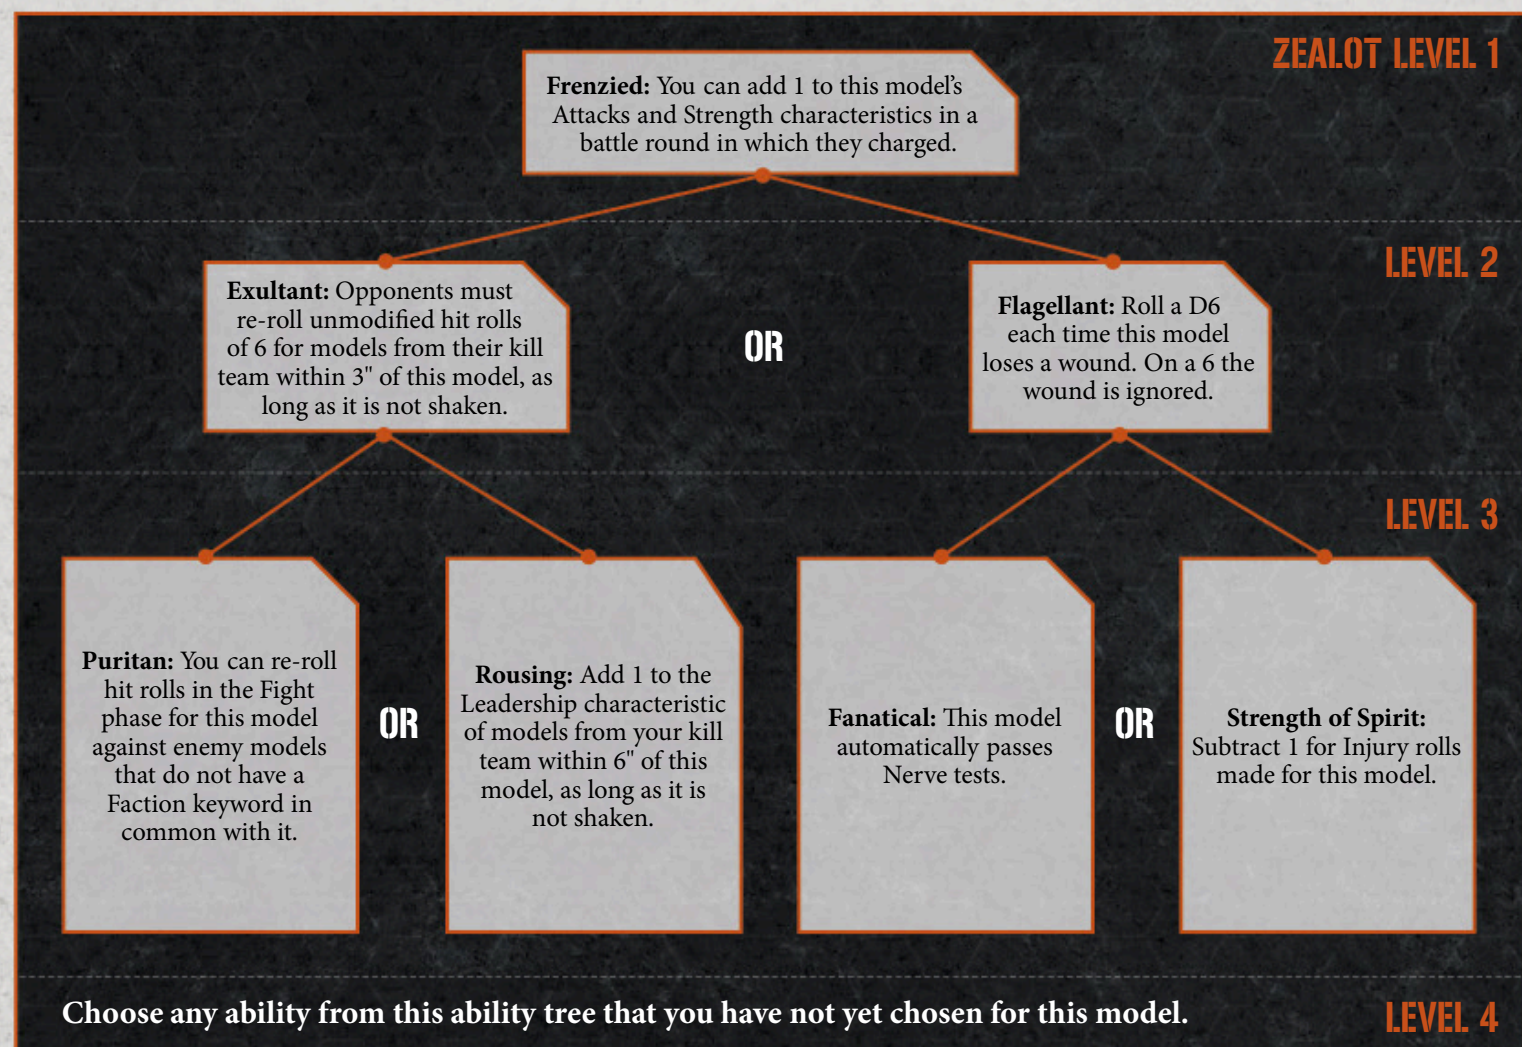 ZEALOT LEVEL 1
Frenzied: You can add 1 to this model's
Attacks and Strength characteristics in a
battle round in which they charged.
LEVEL 2
Exultant: Opponents must
re-roll unmodified hit rolls
of 6 for models from their kill
team within 3" of this model, as
long as it is not shaken.
OR
Flagellant: Roll a D6
each time this model
loses a wound. On a 6 the
wound is ignored.
LEVEL 3
Puritan: You can re-roll
hit rolls in the Fight
phase for this model
against enemy models
that do not have a
Faction keyword in
common with it.
OR
Rousing: Add 1 to the
Leadership characteristic
of models from your kill
team within 6" of this
model, as long as it is
not shaken.
Fanatical: This model
automatically passes
Nerve tests.
OR
Strength of Spirit:
Subtract 1 for Injury rolls
made for this model.
Choose any ability from this ability tree that you have not yet chosen for this model.
LEVEL 4